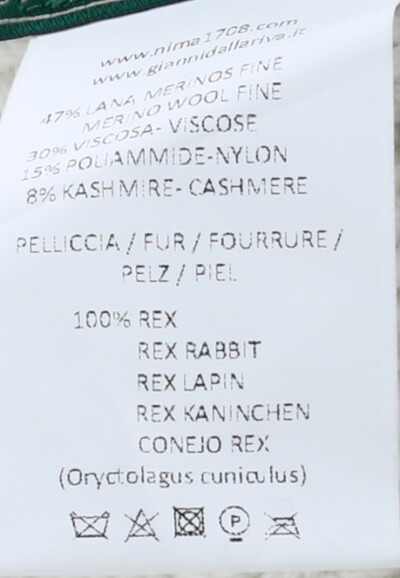 www.nima1708.com
www.giannidallariva.it
47% LANA MERINOS FINE
MERINO WOOL FINE
30% VISCOSA- VISCOSE
15% POLIAMMIDE-NYLON
8% KASHMIRE- CASHMERE
PELLICCIA / FUR / FOURRURE /
PELZ / PIEL
100% REX
REX RABBIT
REX LAPIN
REX KANINCHEN
CONEJO REX
(Oryctolagus cuniculus)
P